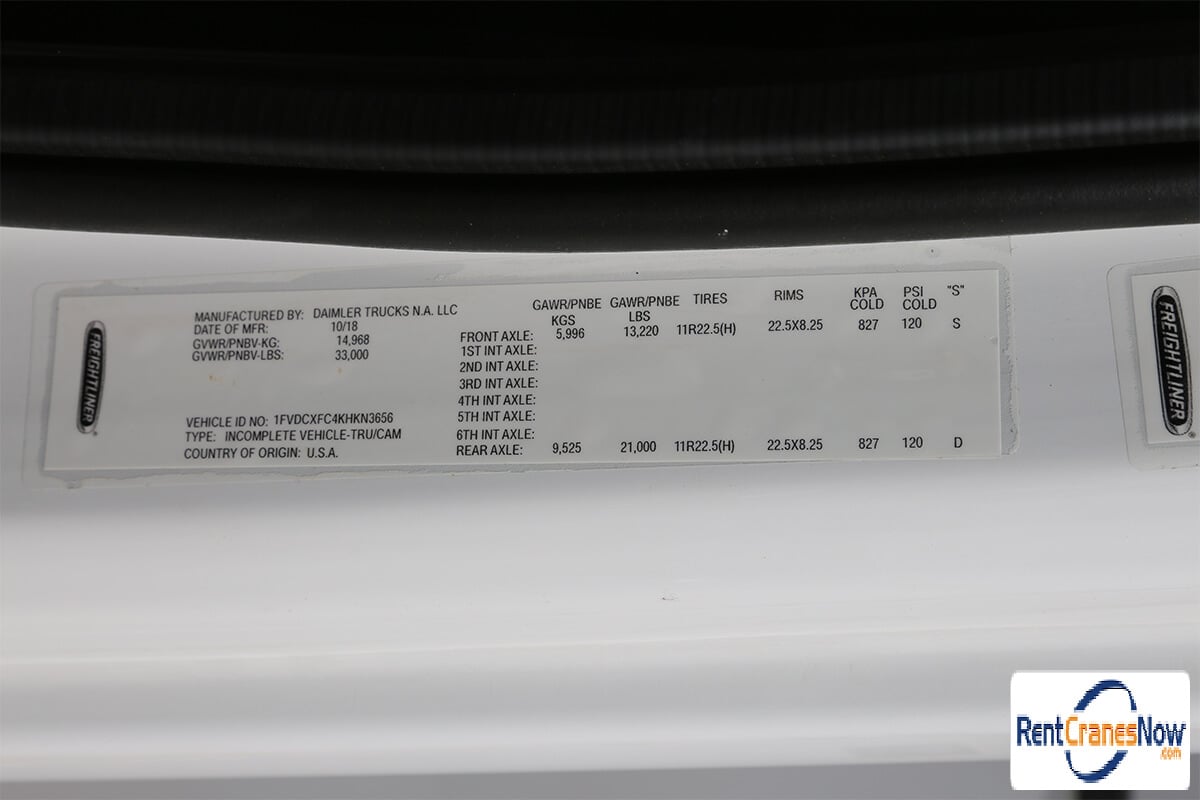 FREIGHTLINER
MANUFACTURED BY: DAIMLER TRUCKS N.A. LLC
DATE OF MFR: 10/18
GVWR/PNBV-KG: 14,968
GVWR/PNBV-LBS: 33,000
VEHICLE ID NO: 1FVDCXFC4KHKN3656
TYPE: INCOMPLETE VEHICLE-TRU/CAM
COUNTRY OF ORIGIN: U.S.A.
GAWR/PNBE GAWR/PNBE TIRES RIMS KPA PSI "S"
KGS LBS COLD COLD
FRONT AXLE: 5,996 13,220 11R22.5(H) 22.5X8.25 827 120 S
1ST INT AXLE:
2ND INT AXLE:
3RD INT AXLE:
4TH INT AXLE:
5TH INT AXLE:
6TH INT AXLE:
REAR AXLE: 9,525 21,000 11R22.5(H) 22.5X8.25 827 120 D
FREIGHTLINER
RentCranesNow
.com